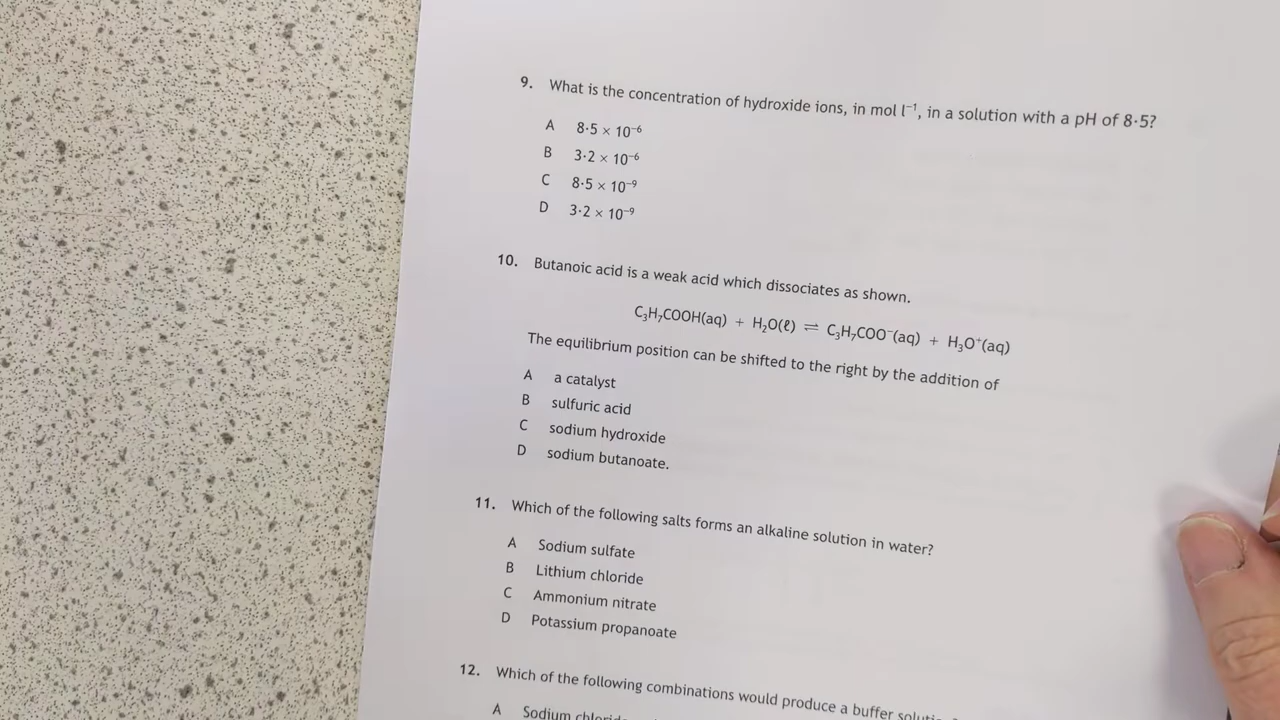 9. What is the concentration of hydroxide ions, in mol l⁻¹, in a solution with a pH of 8·5?
A 8·5 × 10⁻⁶
B 3·2 × 10⁻⁶
C 8·5 × 10⁻⁹
D 3·2 × 10⁻⁹
10. Butanoic acid is a weak acid which dissociates as shown.
C₃H₇COOH(aq) + H₂O(ℓ) ⇌ C₃H₇COO⁻(aq) + H₃O⁺(aq)
The equilibrium position can be shifted to the right by the addition of
A a catalyst
B sulfuric acid
C sodium hydroxide
D sodium butanoate.
11. Which of the following salts forms an alkaline solution in water?
A Sodium sulfate
B Lithium chloride
C Ammonium nitrate
D Potassium propanoate
12. Which of the following combinations would produce a buffer
A Sodium